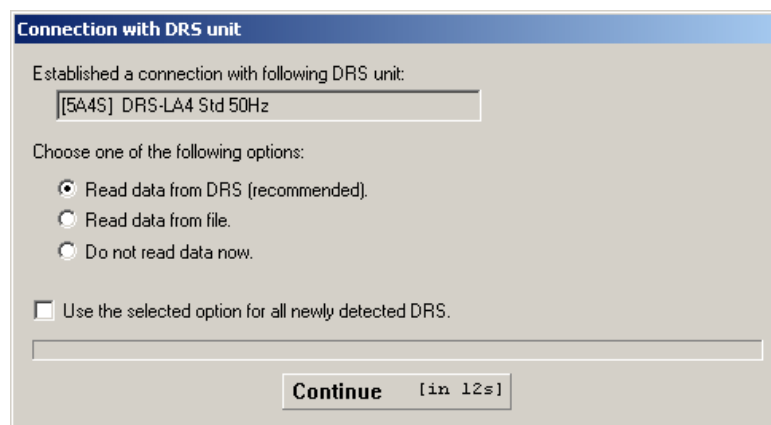 Connection with DRS unit
Established a connection with following DRS unit:
[5A4S] DRS-LA4 Std 50Hz
Choose one of the following options:
Read data from DRS (recommended).
Read data from file.
Do not read data now.
Use the selected option for all newly detected DRS.
Continue [in 12s]